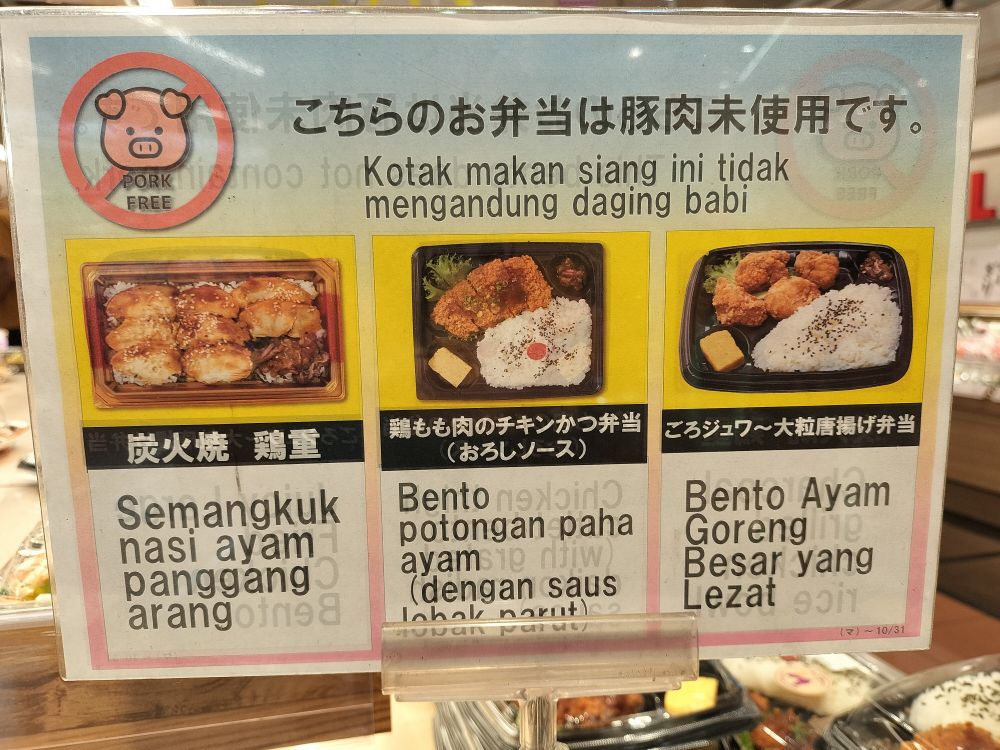 PORK
FREE
こちらのお弁当は豚肉未使用です。
Kotak makan siang ini tidak
mengandung daging babi
炭火焼　鶏重
Semangkuk
nasi ayam
panggang
arang
鶏もも肉のチキンかつ弁当
（おろしソース）
Bento
potongan paha
ayam
（dengan saus
lobak parut）
ごろジュワ～大粒唐揚げ弁当
Bento Ayam
Goreng
Besar yang
Lezat
（マ）～10/31